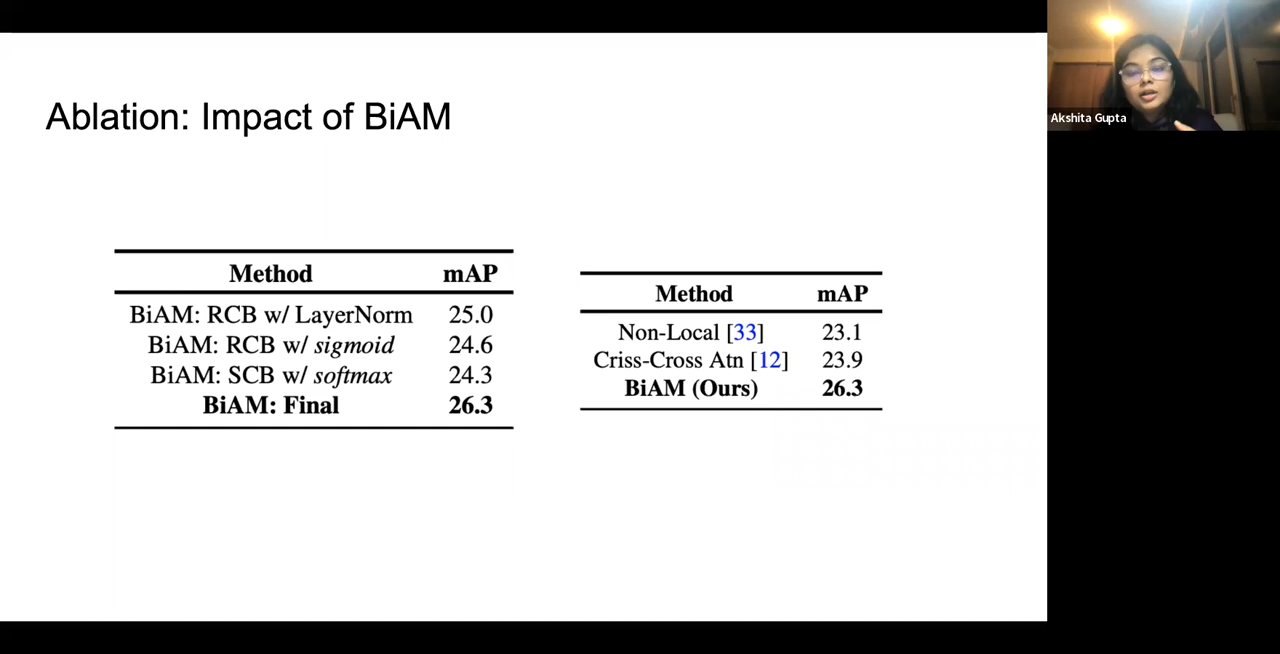 Ablation: Impact of BiAM
Method mAP
BiAM: RCB w/ LayerNorm 25.0
BiAM: RCB w/ sigmoid 24.6
BiAM: SCB w/ softmax 24.3
BiAM: Final 26.3
Method mAP
Non-Local [33] 23.1
Criss-Cross Atn [12] 23.9
BiAM (Ours) 26.3
Akshita Gupta